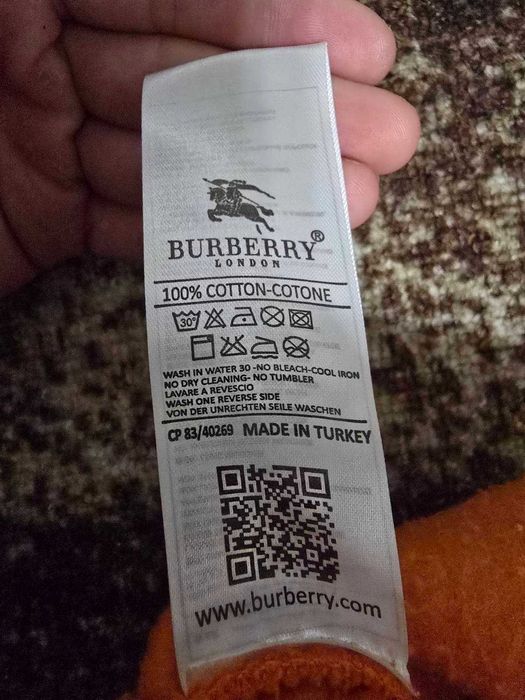 BURBERRY®
LONDON
100% COTTON-COTONE
30°
WASH IN WATER 30 -NO BLEACH-COOL IRON
NO DRY CLEANING- NO TUMBLER
LAVARE A REVESCIO
WASH ONE REVERSE SIDE
VON DER UNRECHTEN SEILE WASCHEN
CP 83/40269 MADE IN TURKEY
www.burberry.com